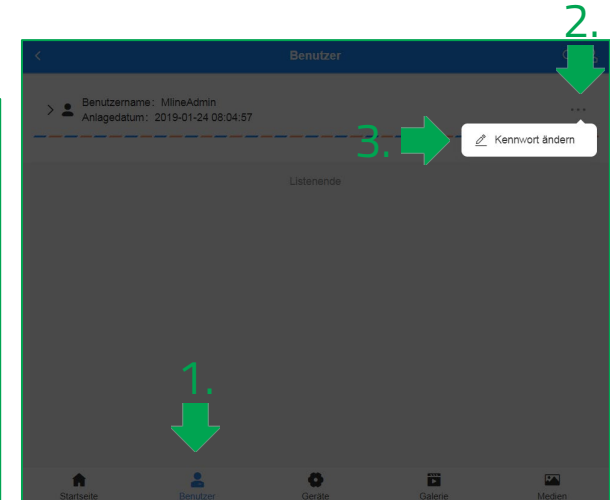 2.
Benutzer
Benutzername: MlineAdmin
Anlagedatum: 2019-01-24 08:04:57
3.
Kennwort ändern
Listenende
1.
Startseite
Benutzer
Geräte
Galerie
Medien